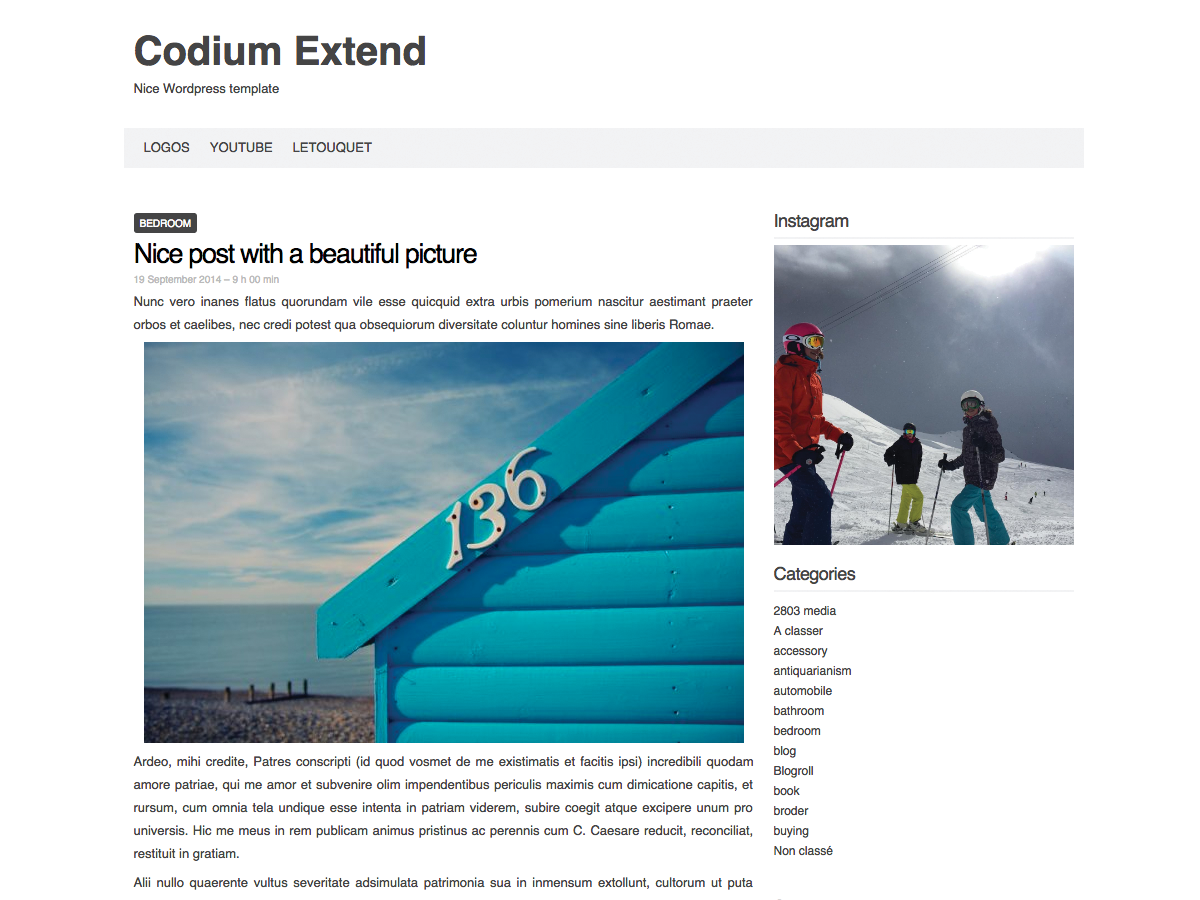 Codium Extend
Nice Wordpress template
LOGOS YOUTUBE LETOUQUET
BEDROOM
Nice post with a beautiful picture
19 September 2014 – 9 h 00 min
Nunc vero inanes flatus quorundam vile esse quicquid extra urbis pomerium nascitur aestimant praeter
orbos et caelibes, nec credi potest qua obsequiorum diversitate coluntur homines sine liberis Romae.
136
Ardeo, mihi credite, Patres conscripti (id quod vosmet de me existimatis et facitis ipsi) incredibili quodam
amore patriae, qui me amor et subvenire olim impendentibus periculis maximis cum dimicatione capitis, et
rursum, cum omnia tela undique esse intenta in patriam viderem, subire coegit atque excipere unum pro
universis. Hic me meus in rem publicam animus pristinus ac perennis cum C. Caesare reducit, reconciliat,
restituit in gratiam.
Alii nullo quaerente vultus severitate adsimulata patrimonia sua in inmensum extollunt, cultorum ut puta
Instagram
Categories
2803 media
A classer
accessory
antiquarianism
automobile
bathroom
bedroom
blog
Blogroll
book
broder
buying
Non classé